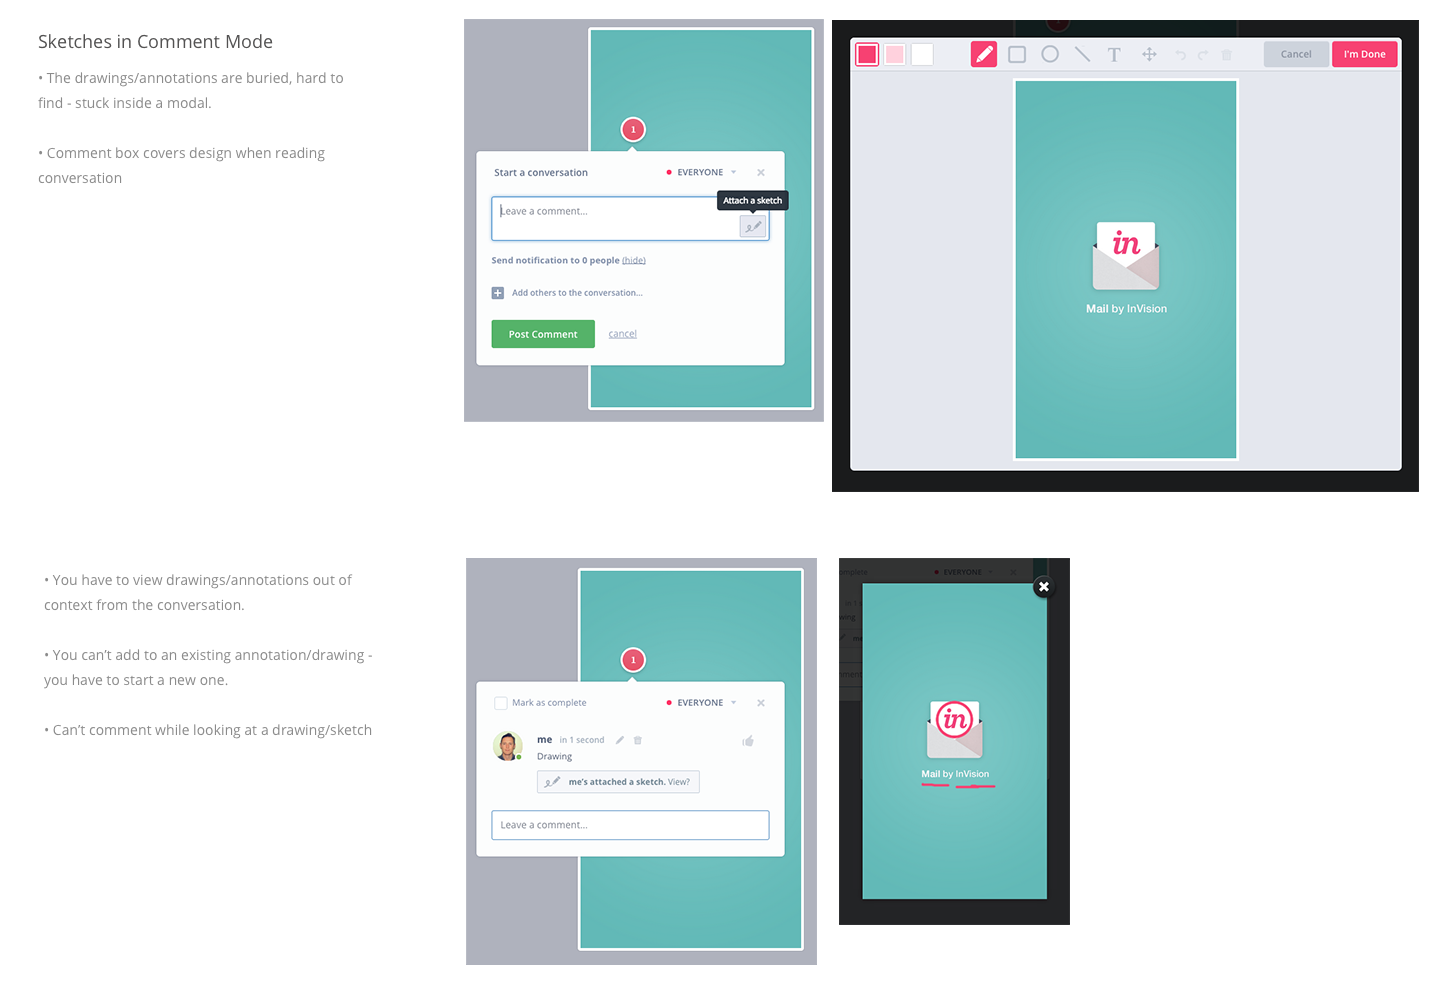 Sketches in Comment Mode
• The drawings/annotations are buried, hard to
find - stuck inside a modal.
• Comment box covers design when reading
conversation
1
Start a conversation
EVERYONE
Attach a sketch
Leave a comment...
Send notification to 0 people (hide)
Add others to the conversation...
Post Comment
cancel
T
Cancel
I'm Done
in
Mail by InVision
• You have to view drawings/annotations out of
context from the conversation.
• You can't add to an existing annotation/drawing -
you have to start a new one.
• Can't comment while looking at a drawing/sketch
1
Mark as complete
EVERYONE
me in 1 second
Drawing
me's attached a sketch. View?
Leave a comment...
EVERYONE
in
Mail by InVision